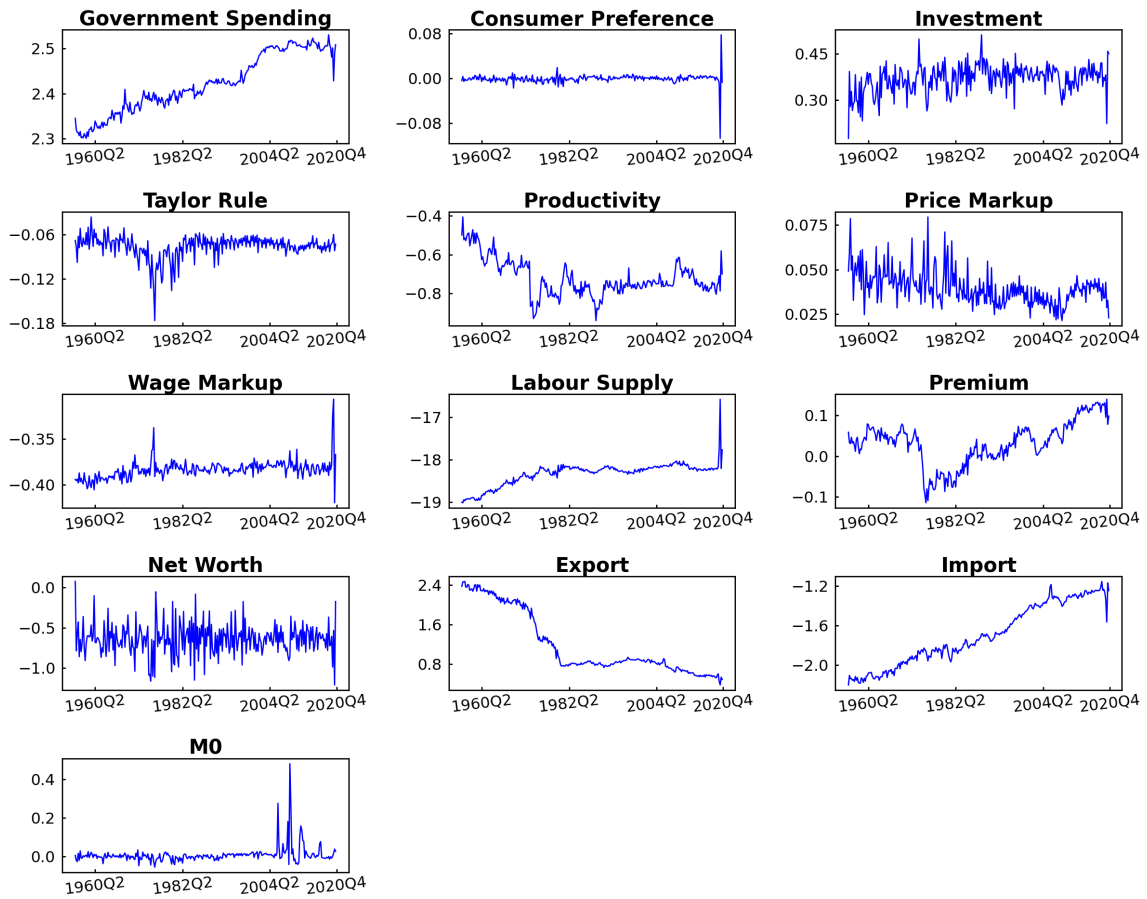 Government Spending
Consumer Preference
Investment
2.5
2.4
2.3
0.08
0.00
−0.08
0.45
0.30
1960Q2 1982Q2 2004Q2 2020Q4
1960Q2 1982Q2 2004Q2 2020Q4
1960Q2 1982Q2 2004Q2 2020Q4
Taylor Rule
Productivity
Price Markup
−0.06
−0.12
−0.18
−0.4
−0.6
−0.8
0.075
0.050
0.025
1960Q2 1982Q2 2004Q2 2020Q4
1960Q2 1982Q2 2004Q2 2020Q4
1960Q2 1982Q2 2004Q2 2020Q4
Wage Markup
Labour Supply
Premium
−0.35
−0.40
−17
−18
−19
0.1
0.0
−0.1
1960Q2 1982Q2 2004Q2 2020Q4
1960Q2 1982Q2 2004Q2 2020Q4
1960Q2 1982Q2 2004Q2 2020Q4
Net Worth
Export
Import
0.0
−0.5
−1.0
2.4
1.6
0.8
−1.2
−1.6
−2.0
1960Q2 1982Q2 2004Q2 2020Q4
1960Q2 1982Q2 2004Q2 2020Q4
1960Q2 1982Q2 2004Q2 2020Q4
M0
0.4
0.2
0.0
1960Q2 1982Q2 2004Q2 2020Q4